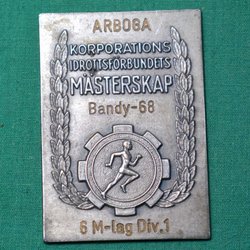 ARBOGA
KORPORATIONS
IDROTTSFÖRBUNDETS
MÄSTERSKAP
Bandy-68
6 M-lag Div.1